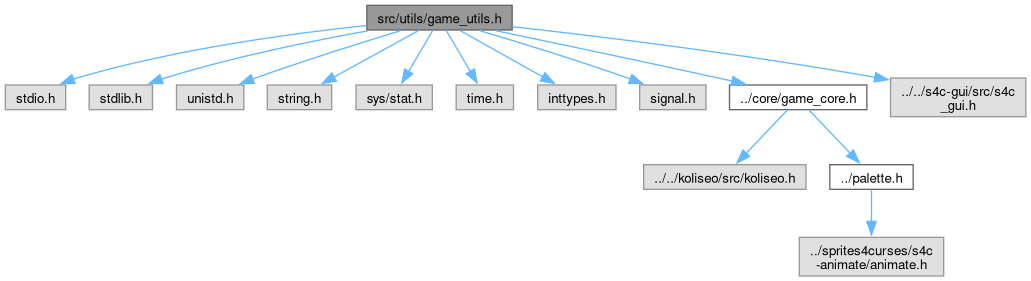 src/utils/game_utils.h
stdio.h
stdlib.h
unistd.h
string.h
sys/stat.h
time.h
inttypes.h
signal.h
../core/game_core.h
../../s4c-gui/src/s4c
_gui.h
../../koliseo/src/koliseo.h
../palette.h
../sprites4curses/s4c
-animate/animate.h